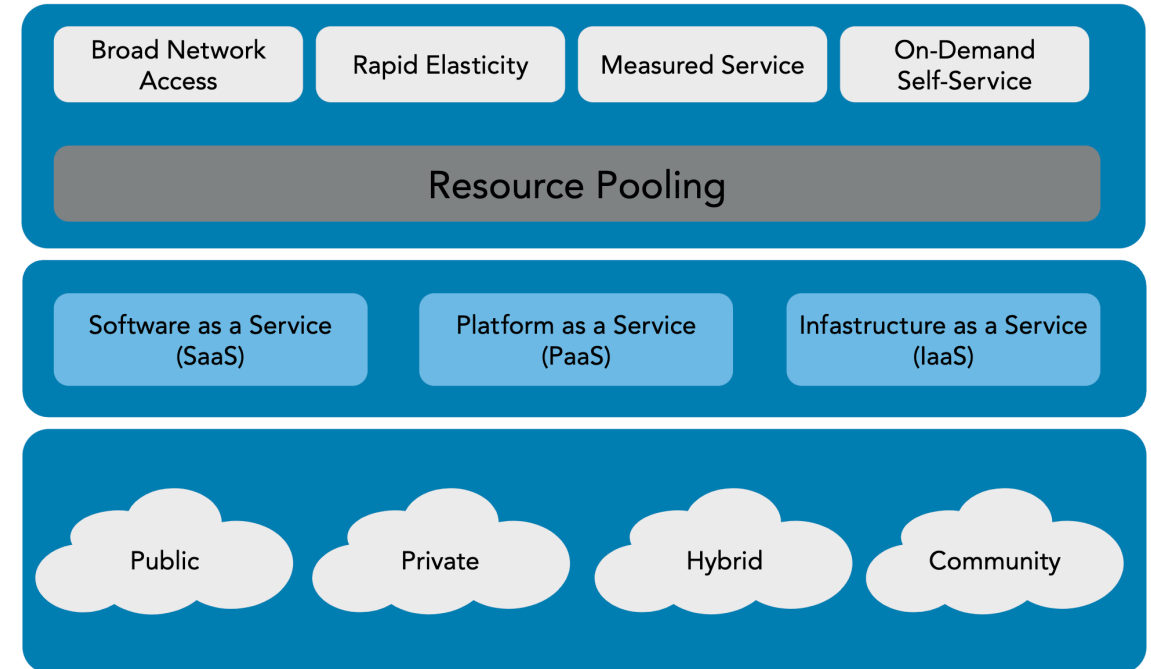 Broad Network
Access
Rapid Elasticity
Measured Service
On-Demand
Self-Service
Resource Pooling
Software as a Service
(SaaS)
Platform as a Service
(PaaS)
Infastructure as a Service
(IaaS)
Public
Private
Hybrid
Community